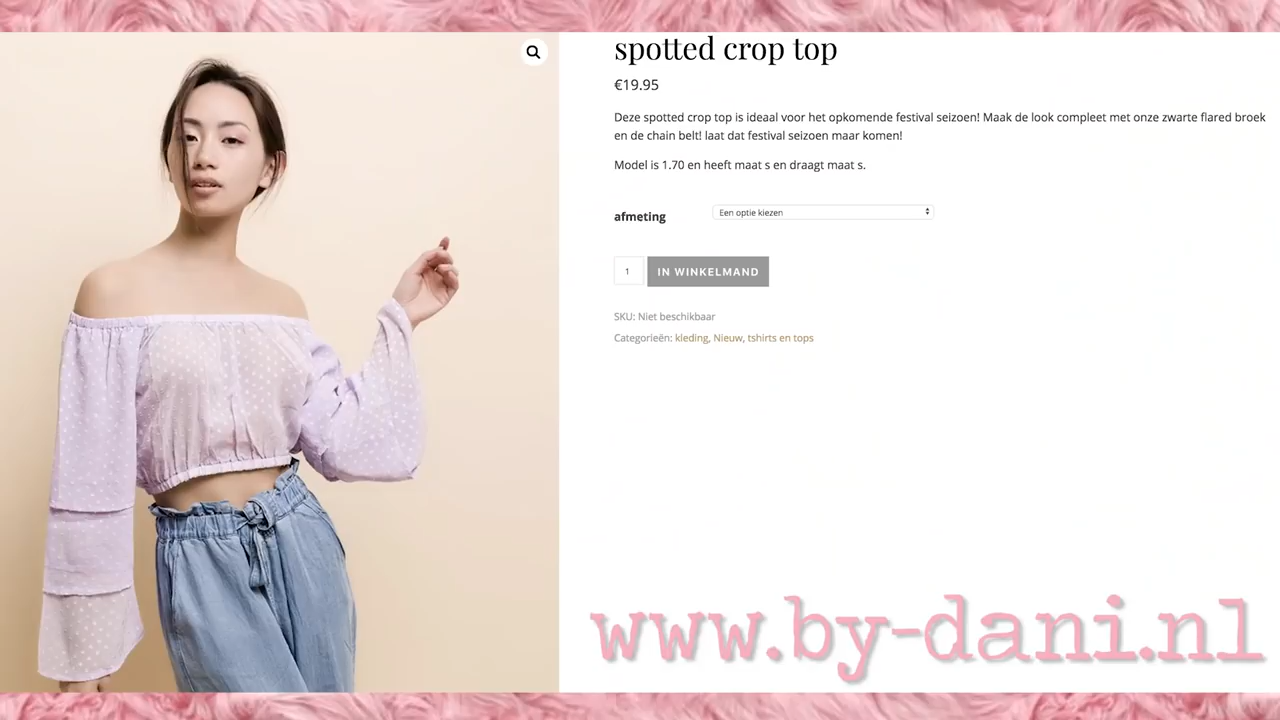 spotted crop top
€19.95
Deze spotted crop top is ideaal voor het opkomende festival seizoen! Maak de look compleet met onze zwarte flared broek
en de chain belt! laat dat festival seizoen maar komen!
Model is 1.70 en heeft maat s en draagt maat s.
afmeting Een optie kiezen
1 IN WINKELMAND
SKU: Niet beschikbaar
Categorieën: kleding, Nieuw, tshirts en tops
www.by-dani.nl